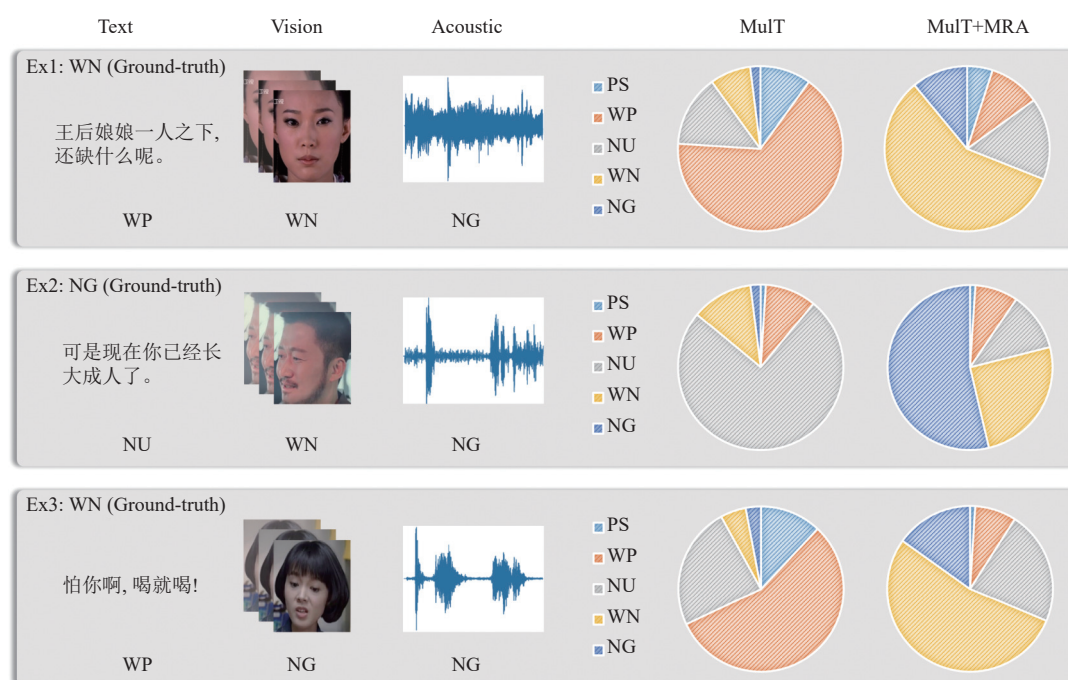 Text Vision Acoustic MulT MulT+MRA
Ex1: WN (Ground-truth)
王后娘娘一人之下,
还缺什么呢。
WP WN NG
PS
WP
NU
WN
NG
Ex2: NG (Ground-truth)
可是现在你已经长
大成人了。
NU WN NG
PS
WP
NU
WN
NG
Ex3: WN (Ground-truth)
怕你啊, 喝就喝!
WP NG NG
PS
WP
NU
WN
NG